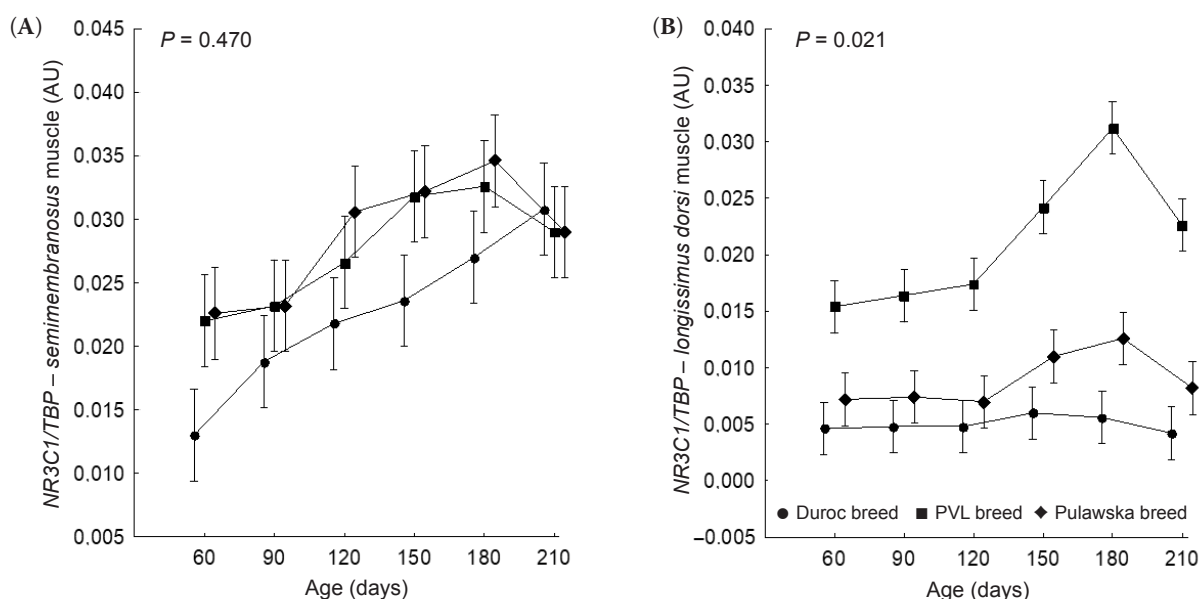 (A)
P = 0.470
NR3C1/TBP – semimembranosus muscle (AU)
0.045
0.040
0.035
0.030
0.025
0.020
0.015
0.010
0.005
60 90 120 150 180 210
Age (days)
(B)
P = 0.021
NR3C1/TBP – longissimus dorsi muscle (AU)
0.040
0.035
0.030
0.025
0.020
0.015
0.010
0.005
0.000
–0.005
Duroc breed PVL breed Pulawska breed
60 90 120 150 180 210
Age (days)